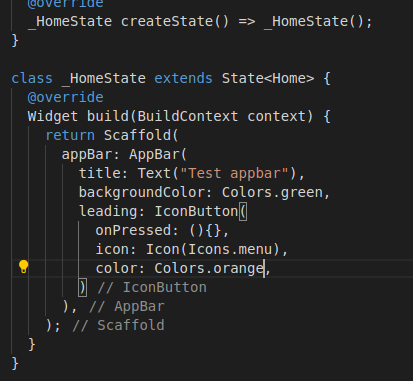 @override
_HomeState createState() => _HomeState();
}
class _HomeState extends State<Home> {
@override
Widget build(BuildContext context) {
return Scaffold(
appBar: AppBar(
title: Text("Test appbar"),
backgroundColor: Colors.green,
leading: IconButton(
onPressed: (){},
icon: Icon(Icons.menu),
color: Colors.orange,
) // IconButton
), // AppBar
); // Scaffold
}
}